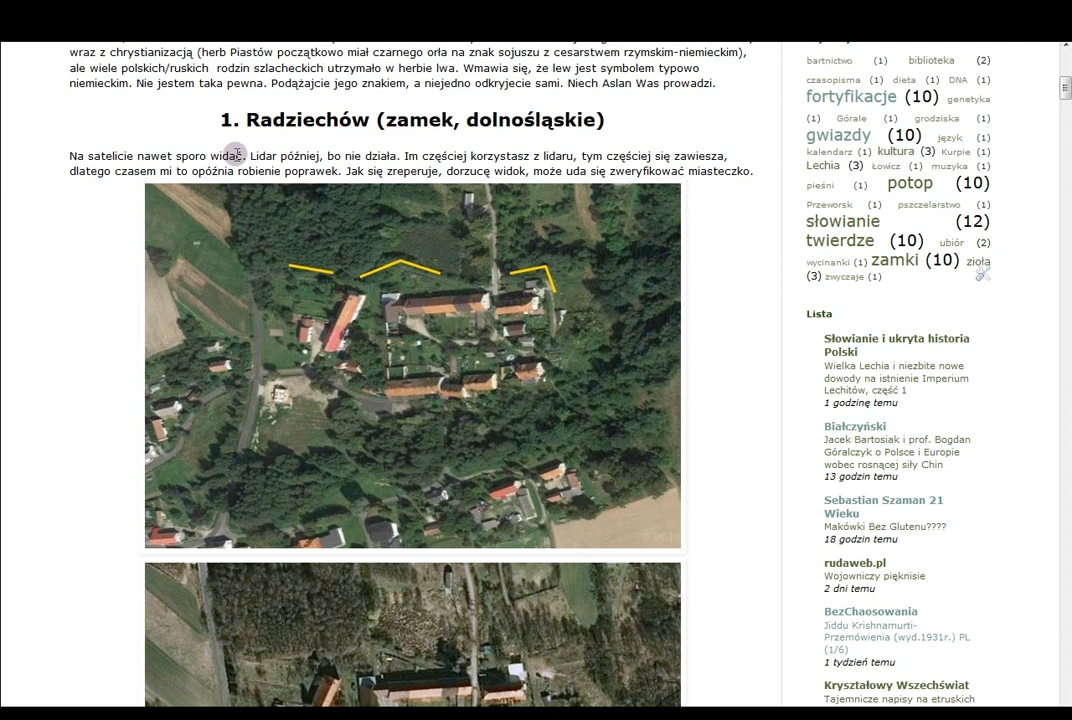 wraz z chrystianizacją (herb Piastów początkowo miał czarnego orła na znak sojuszu z cesarstwem rzymskim-niemieckim),
ale wiele polskich/ruskich rodzin szlacheckich utrzymało w herbie lwa. Wmawia się, że lew jest symbolem typowo
niemieckim. Nie jestem taka pewna. Podążajcie jego znakiem, a niejedno odkryjecie sami. Niech Aslan Was prowadzi.
1. Radziechów (zamek, dolnośląskie)
Na satelicie nawet sporo widać. Lidar później, bo nie działa. Im częściej korzystasz z lidaru, tym częściej się zawiesza,
dlatego czasem mi to opóźnia robienie poprawek. Jak się zreperuje, dorzucę widok, może uda się zweryfikować miasteczko.
bartnictwo (1) biblioteka (2)
czasopisma (1) dieta (1) DNA (1)
fortyfikacje (10) genetyka
(1) Górale (1) grodziska (1)
gwiazdy (10) język (1)
kalendarz (1) kultura (3) Kurpie (1)
Lechia (3) Łowicz (1) muzyka (1)
pieśni (1) potop (10)
Przeworsk (1) pszczelarstwo (1)
słowianie (12)
twierdze (10) ubiór (2)
wycinanki (1) zamki (10) zioła
(3) zwyczaje (1)
Lista
Słowianie i ukryta historia
Polski
Wielka Lechia i niezbite nowe
dowody na istnienie Imperium
Lechitów, część 1
1 godzinę temu
Białczyński
Jacek Bartosiak i prof. Bogdan
Góralczyk o Polsce i Europie
wobec rosnącej siły Chin
13 godzin temu
Sebastian Szaman 21
Wieku
Makówki Bez Glutenu????
18 godzin temu
rudaweb.pl
Wojowniczy pięknisie
2 dni temu
BezChaosowania
Jiddu Krishnamurti-
Przemówienia (wyd.1931r.) PL
(1/6)
1 tydzień temu
Kryształowy Wszechświat
Tajemnicze napisy na etruskich